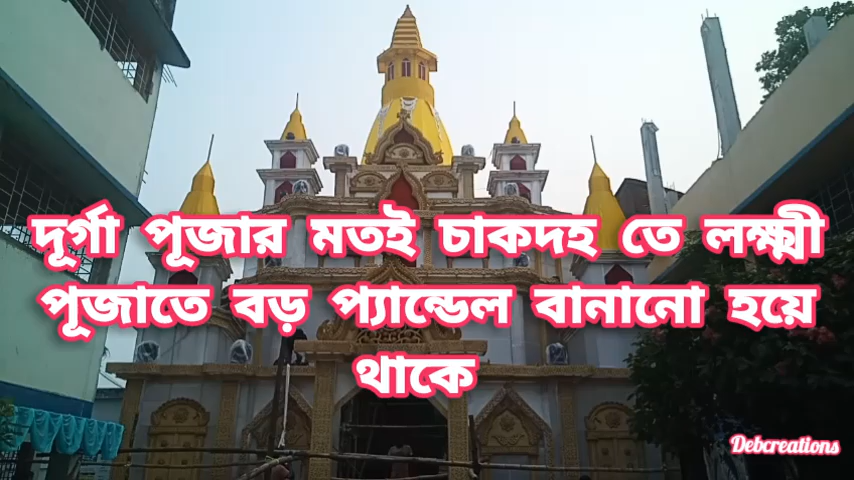 দূর্গা পূজার মতই চাকদহ তে লক্ষ্মী
পূজাতে বড় প্যান্ডেল বানানো হয়ে
থাকে
Debcreations